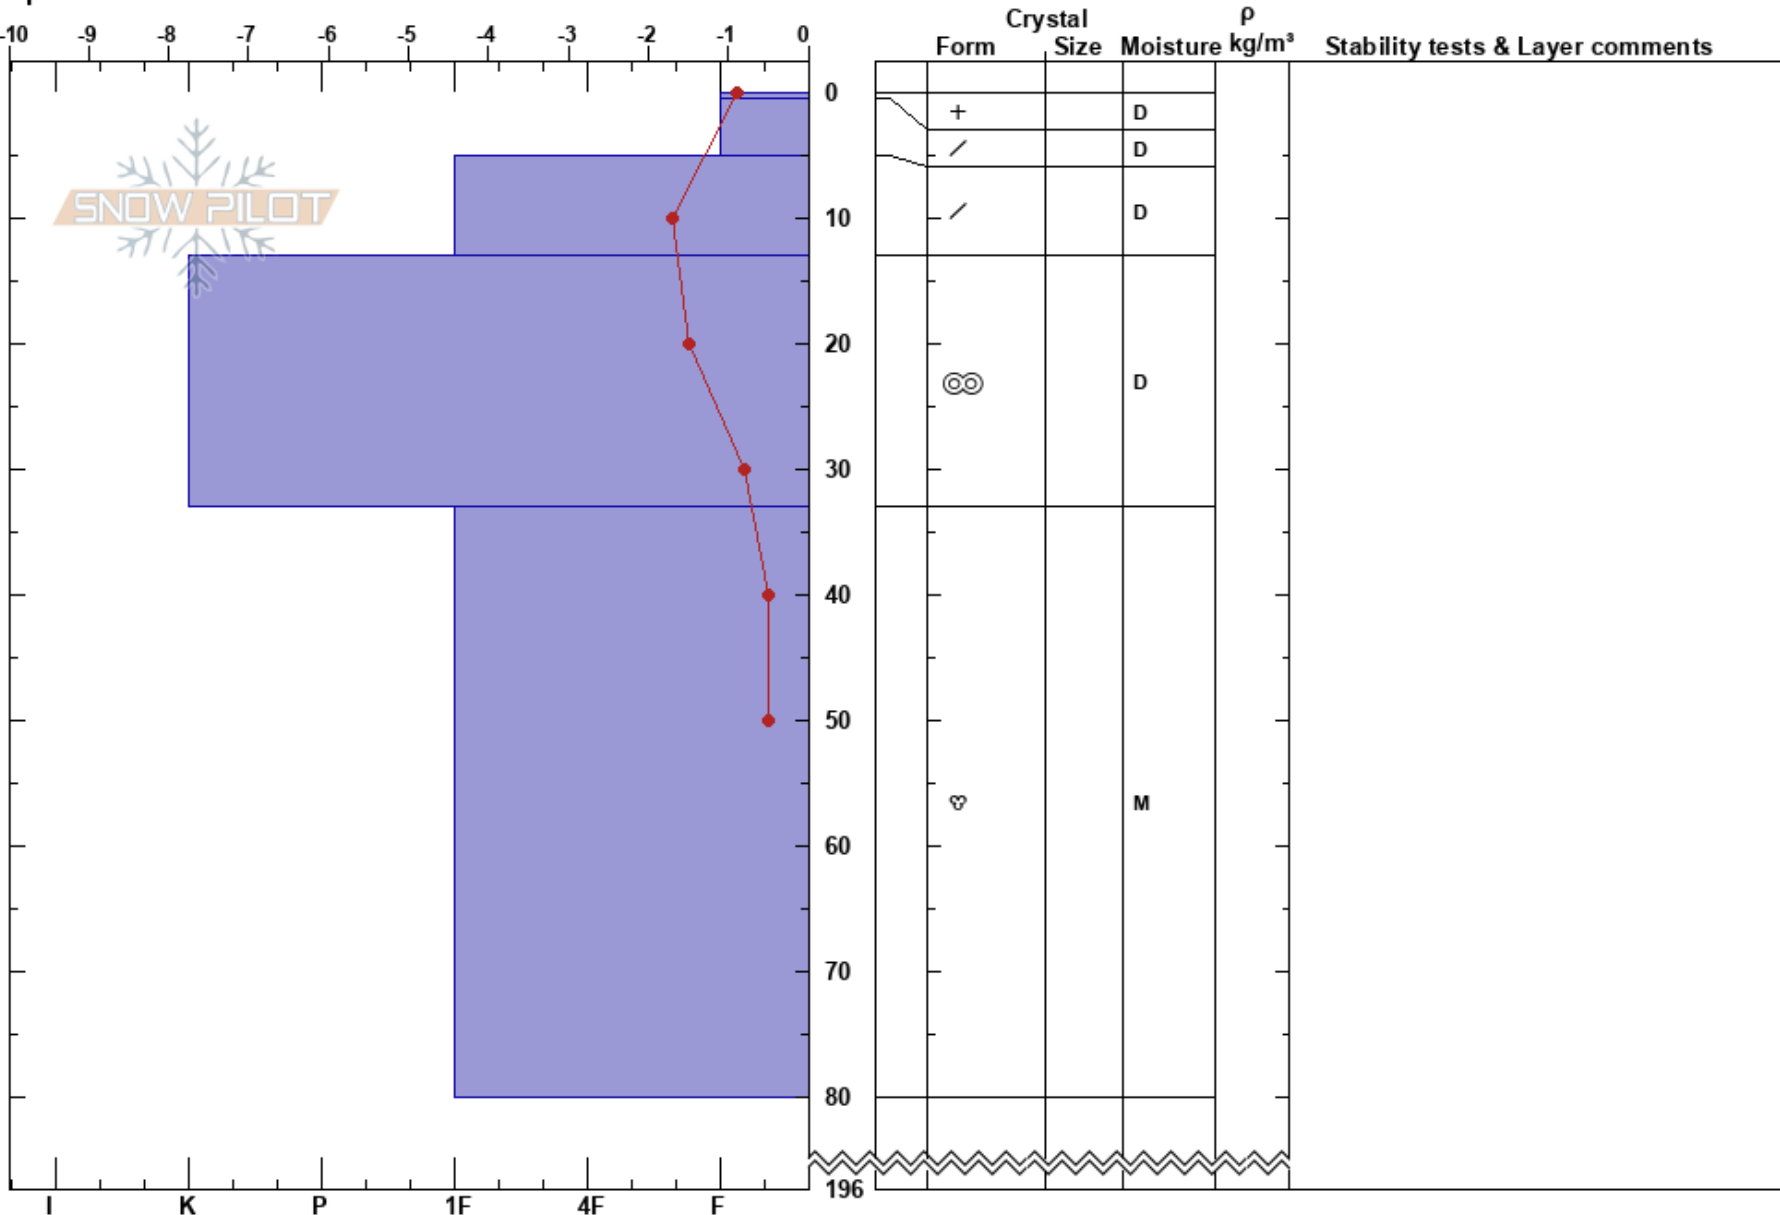 Crystal ρ
-10 -9 -8 -7 -6 -5 -4 -3 -2 -1 0 Form Size Moisture kg/m³ Stability tests & Layer comments
0
+ D
D
SNOW PILOT
10 D
20
D
30
40
50
M
60
70
80
196
I K P 1F 4F F